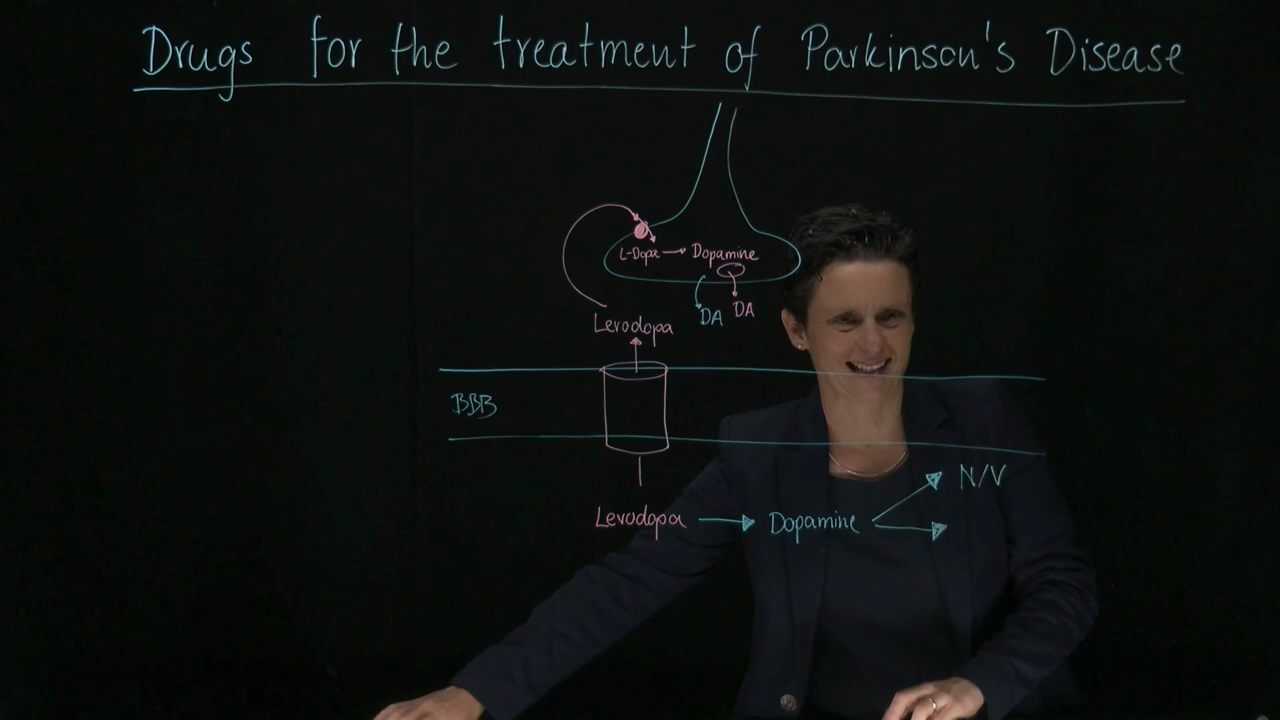 Drugs for the treatment of Parkinson's Disease
L-Dopa → Dopamine
DA DA
Levodopa
BBB
N/V
Levodopa → Dopamine